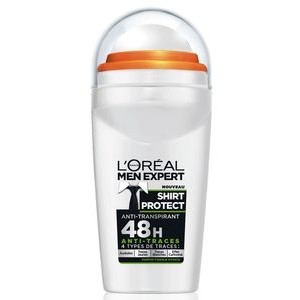 L'ORÉAL
MEN EXPERT
NOUVEAU
SHIRT
PROTECT
ANTI-TRANSPIRANT
48H
ANTI-TRACES
4 TYPES DE TRACES: